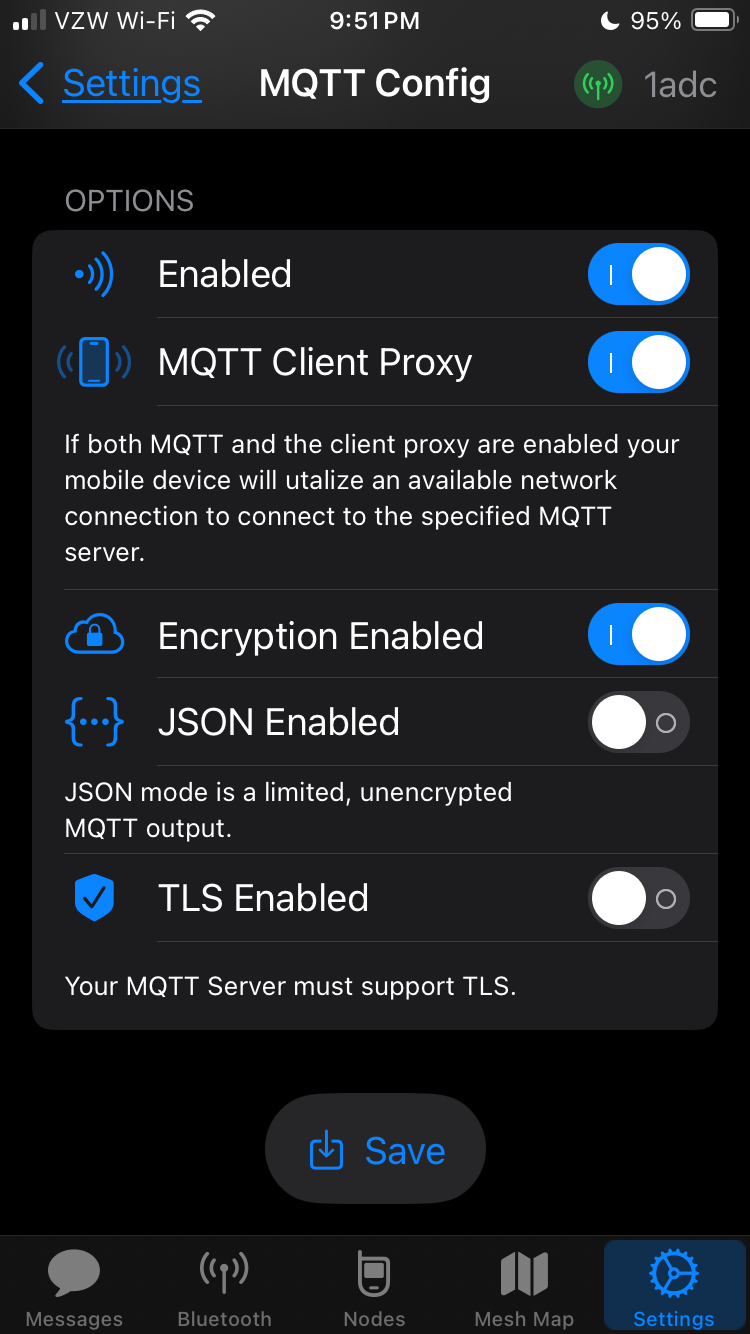 VZW Wi-Fi 9:51PM 95%
Settings MQTT Config 1adc
OPTIONS
Enabled
MQTT Client Proxy
If both MQTT and the client proxy are enabled your
mobile device will utalize an available network
connection to connect to the specified MQTT
server.
Encryption Enabled
JSON Enabled
JSON mode is a limited, unencrypted
MQTT output.
TLS Enabled
Your MQTT Server must support TLS.
Save
Messages Bluetooth Nodes Mesh Map Settings